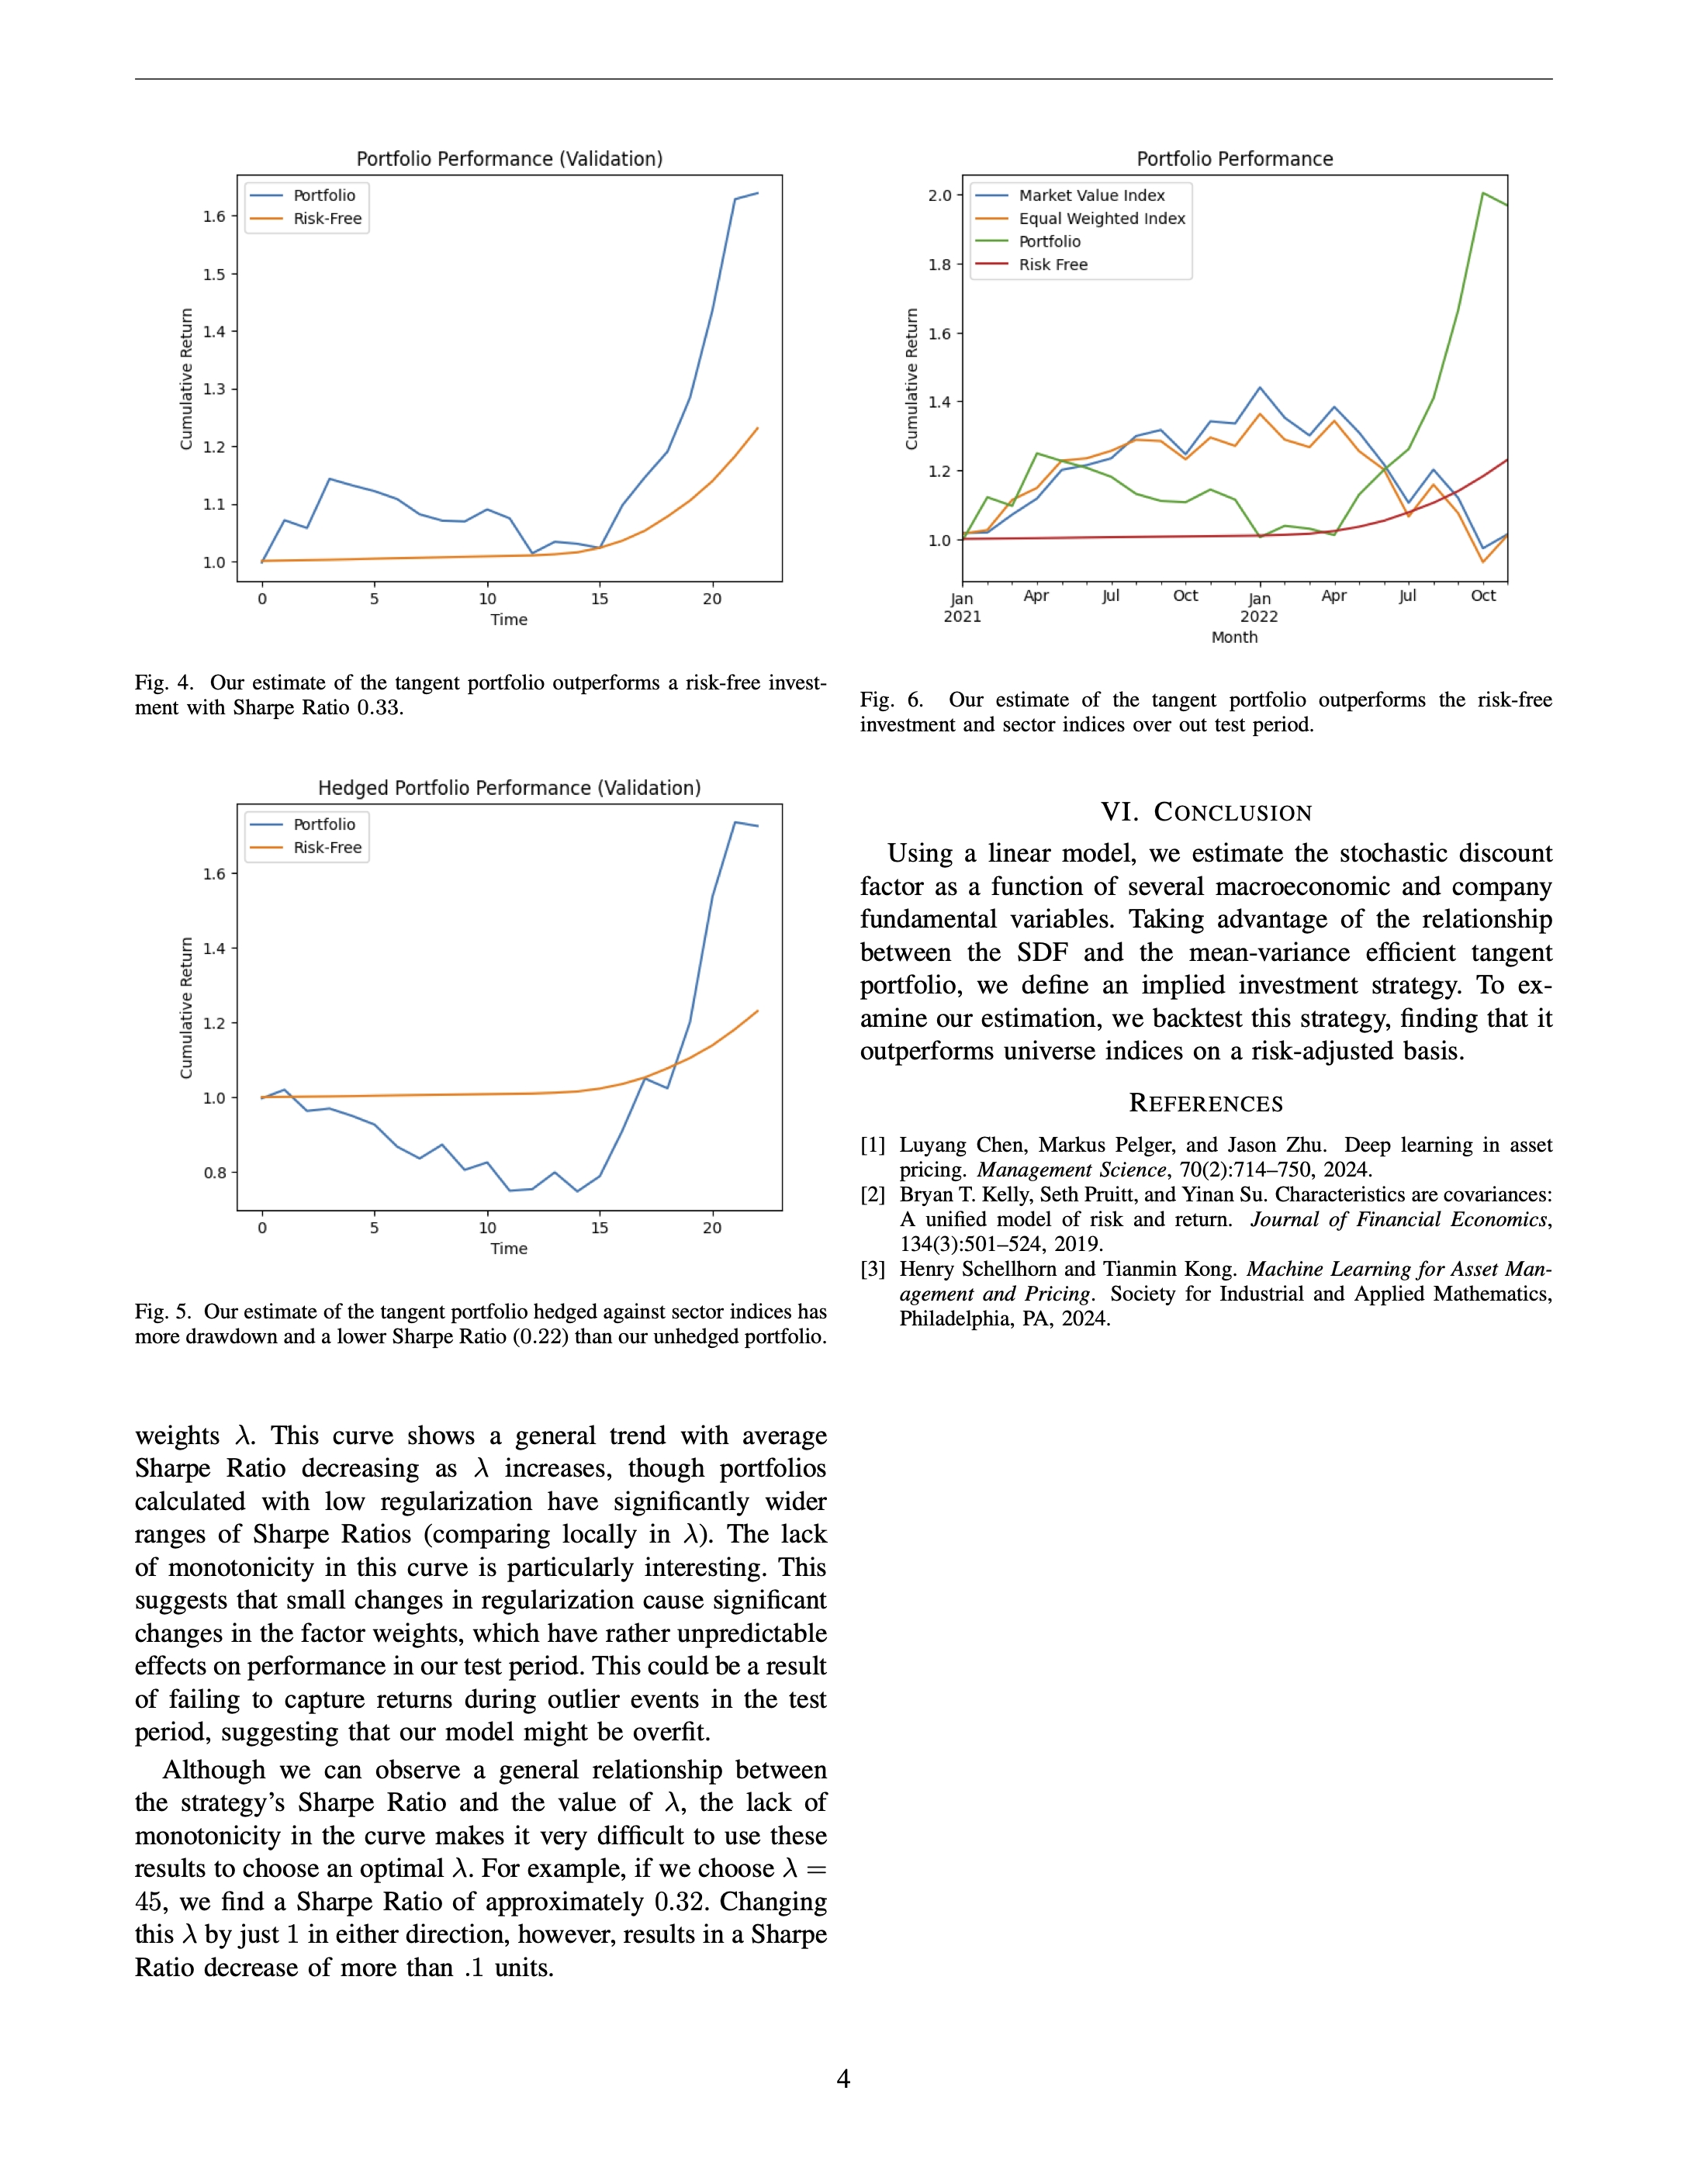 Portfolio Performance (Validation)
Portfolio
Risk-Free
Cumulative Return
1.6
1.5
1.4
1.3
1.2
1.1
1.0
0 5 10 15 20
Time
Fig. 4. Our estimate of the tangent portfolio outperforms a risk-free invest-
ment with Sharpe Ratio 0.33.
Hedged Portfolio Performance (Validation)
Portfolio
Risk-Free
Cumulative Return
1.6
1.4
1.2
1.0
0.8
0 5 10 15 20
Time
Fig. 5. Our estimate of the tangent portfolio hedged against sector indices has
more drawdown and a lower Sharpe Ratio (0.22) than our unhedged portfolio.
weights λ. This curve shows a general trend with average
Sharpe Ratio decreasing as λ increases, though portfolios
calculated with low regularization have significantly wider
ranges of Sharpe Ratios (comparing locally in λ). The lack
of monotonicity in this curve is particularly interesting. This
suggests that small changes in regularization cause significant
changes in the factor weights, which have rather unpredictable
effects on performance in our test period. This could be a result
of failing to capture returns during outlier events in the test
period, suggesting that our model might be overfit.
Although we can observe a general relationship between
the strategy's Sharpe Ratio and the value of λ, the lack of
monotonicity in the curve makes it very difficult to use these
results to choose an optimal λ. For example, if we choose λ =
45, we find a Sharpe Ratio of approximately 0.32. Changing
this λ by just 1 in either direction, however, results in a Sharpe
Ratio decrease of more than .1 units.
Portfolio Performance
Market Value Index
Equal Weighted Index
Portfolio
Risk Free
Cumulative Return
2.0
1.8
1.6
1.4
1.2
1.0
Jan Apr Jul Oct Jan Apr Jul Oct
2021 2022
Month
Fig. 6. Our estimate of the tangent portfolio outperforms the risk-free
investment and sector indices over out test period.
VI. CONCLUSION
Using a linear model, we estimate the stochastic discount
factor as a function of several macroeconomic and company
fundamental variables. Taking advantage of the relationship
between the SDF and the mean-variance efficient tangent
portfolio, we define an implied investment strategy. To ex-
amine our estimation, we backtest this strategy, finding that it
outperforms universe indices on a risk-adjusted basis.
REFERENCES
[1] Luyang Chen, Markus Pelger, and Jason Zhu. Deep learning in asset
pricing. Management Science, 70(2):714–750, 2024.
[2] Bryan T. Kelly, Seth Pruitt, and Yinan Su. Characteristics are covariances:
A unified model of risk and return. Journal of Financial Economics,
134(3):501–524, 2019.
[3] Henry Schellhorn and Tianmin Kong. Machine Learning for Asset Man-
agement and Pricing. Society for Industrial and Applied Mathematics,
Philadelphia, PA, 2024.
4